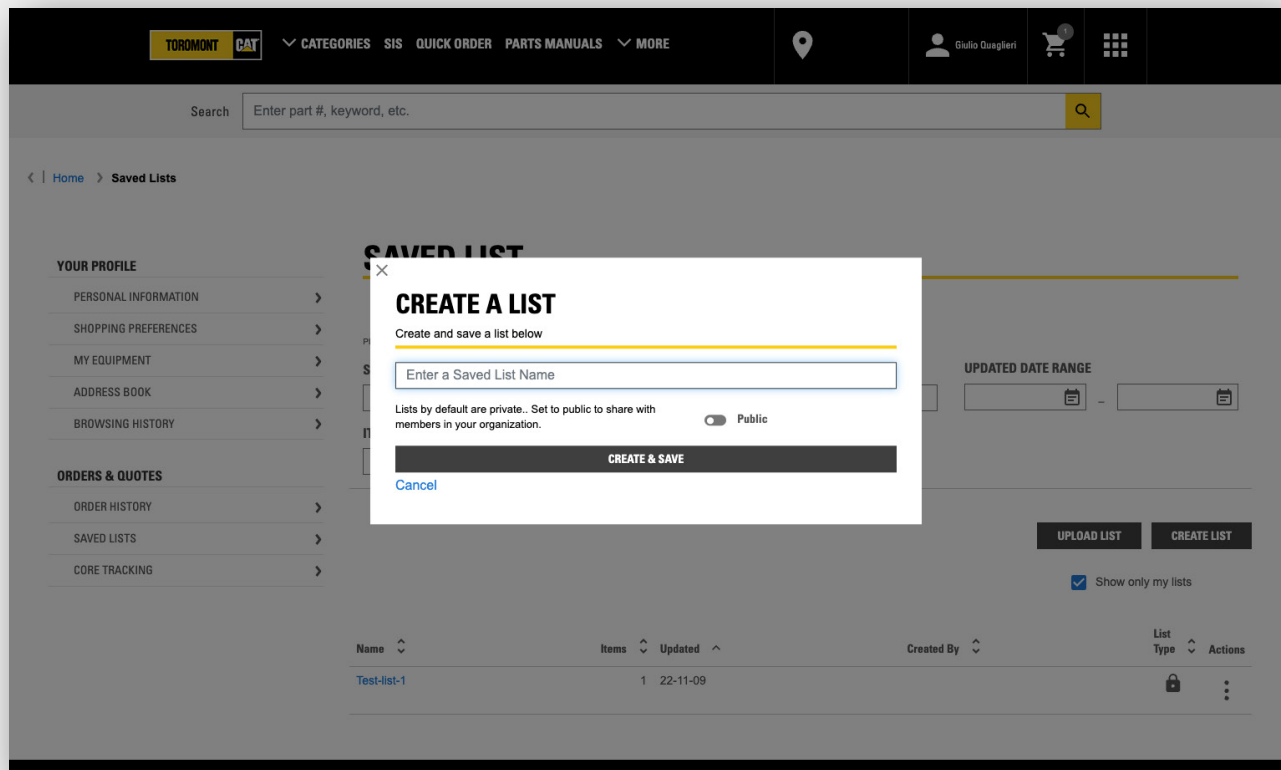 TOROMONT CAT CATEGORIES SIS QUICK ORDER PARTS MANUALS MORE Giulio Quaglieri 1
Search Enter part #, keyword, etc.
Home Saved Lists
SAVED LIST
YOUR PROFILE
PERSONAL INFORMATION
SHOPPING PREFERENCES
MY EQUIPMENT
ADDRESS BOOK
BROWSING HISTORY
ORDERS & QUOTES
ORDER HISTORY
SAVED LISTS
CORE TRACKING
CREATE A LIST
Create and save a list below
Enter a Saved List Name
Lists by default are private.. Set to public to share with
members in your organization.
Public
CREATE & SAVE
Cancel
UPDATED DATE RANGE
–
UPLOAD LIST CREATE LIST
Show only my lists
Name Items Updated Created By List Type Actions
Test-list-1 1 22-11-09